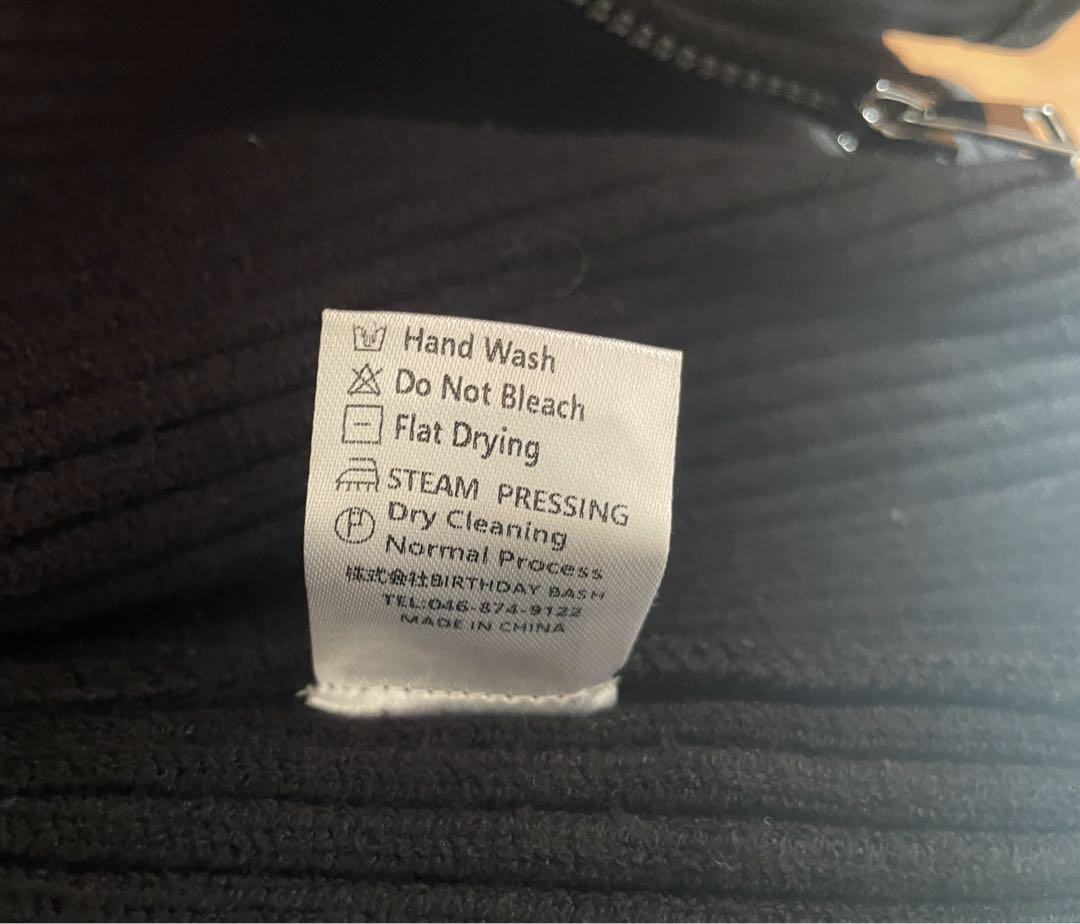 Hand Wash
Do Not Bleach
Flat Drying
STEAM PRESSING
Dry Cleaning
Normal Process
株式会社BIRTHDAY BASH
TEL:046-874-9122
MADE IN CHINA